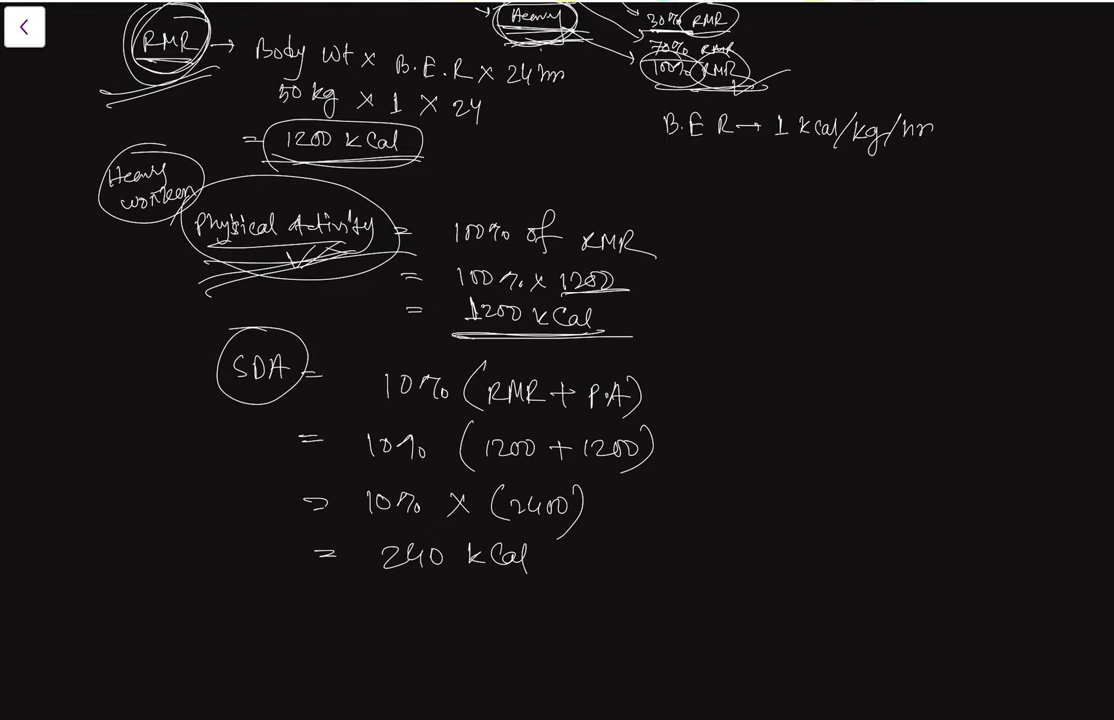 Heavy
30% RMR
70% RMR
100% RMR
RMR → Body Wt x B.E.R x 24 hr
50 kg x 1 x 24
= 1200 kCal
B.E R → 1 kCal/kg/hr
Heavy
worker
Physical Activity = 100% of RMR
= 100% x 1200
= 1200 kCal
SDA = 10% (RMR + P.A)
= 10% (1200 + 1200)
= 10% x (2400)
= 240 kCal